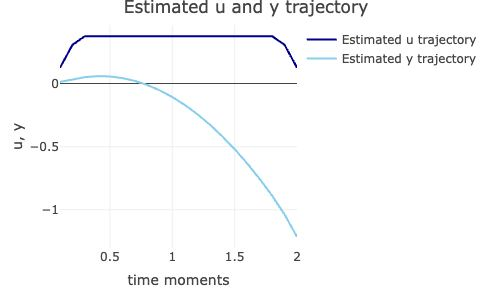 Estimated u and y trajectory
Estimated u trajectory
Estimated y trajectory
0
−0.5
−1
u, y
0.5
1
1.5
2
time moments